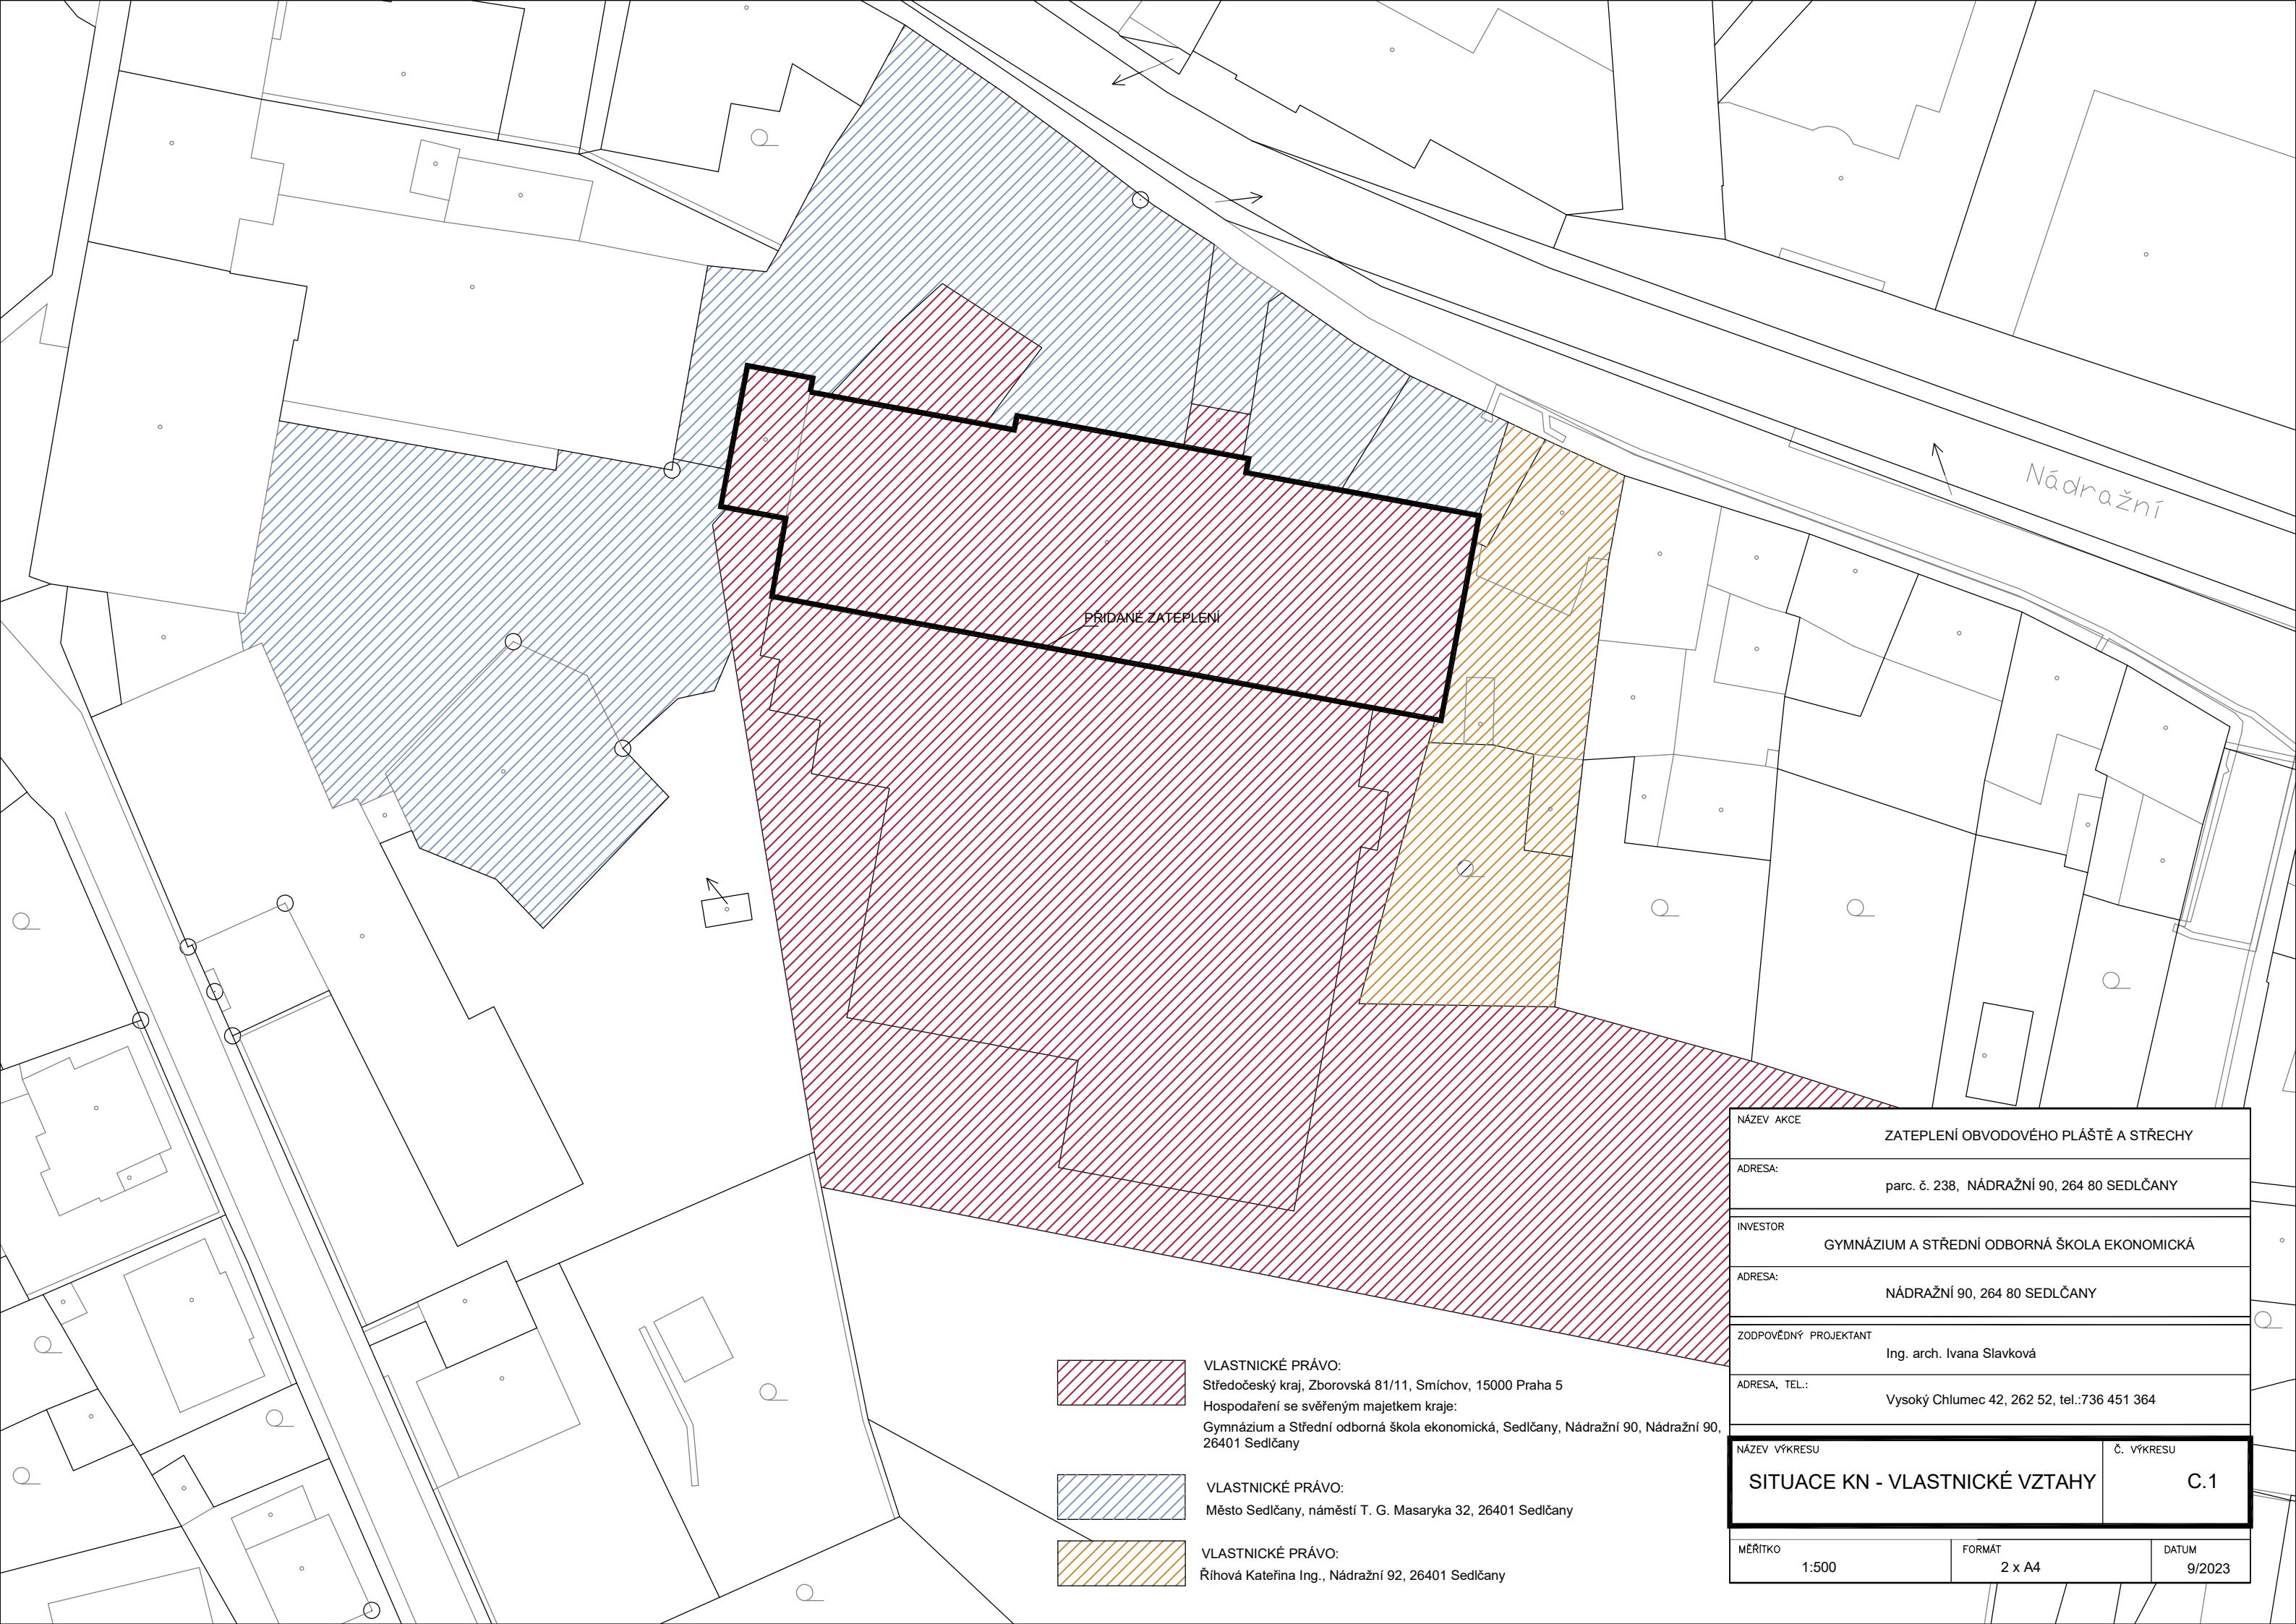 Nádražní
PŘIDANÉ ZATEPLENÍ
VLASTNICKÉ PRÁVO:
Středočeský kraj, Zborovská 81/11, Smíchov, 15000 Praha 5
Hospodaření se svěřeným majetkem kraje:
Gymnázium a Střední odborná škola ekonomická, Sedlčany, Nádražní 90, Nádražní 90,
26401 Sedlčany
VLASTNICKÉ PRÁVO:
Město Sedlčany, náměstí T. G. Masaryka 32, 26401 Sedlčany
VLASTNICKÉ PRÁVO:
Říhová Kateřina Ing., Nádražní 92, 26401 Sedlčany
NÁZEV AKCE
ZATEPLENÍ OBVODOVÉHO PLÁŠTĚ A STŘECHY
ADRESA:
parc. č. 238, NÁDRAŽNÍ 90, 264 80 SEDLČANY
INVESTOR
GYMNÁZIUM A STŘEDNÍ ODBORNÁ ŠKOLA EKONOMICKÁ
ADRESA:
NÁDRAŽNÍ 90, 264 80 SEDLČANY
ZODPOVĚDNÝ PROJEKTANT
Ing. arch. Ivana Slavková
ADRESA, TEL.:
Vysoký Chlumec 42, 262 52, tel.:736 451 364
NÁZEV VÝKRESU
SITUACE KN - VLASTNICKÉ VZTAHY
Č. VÝKRESU
C.1
MĚŘÍTKO
1:500
FORMÁT
2 x A4
DATUM
9/2023